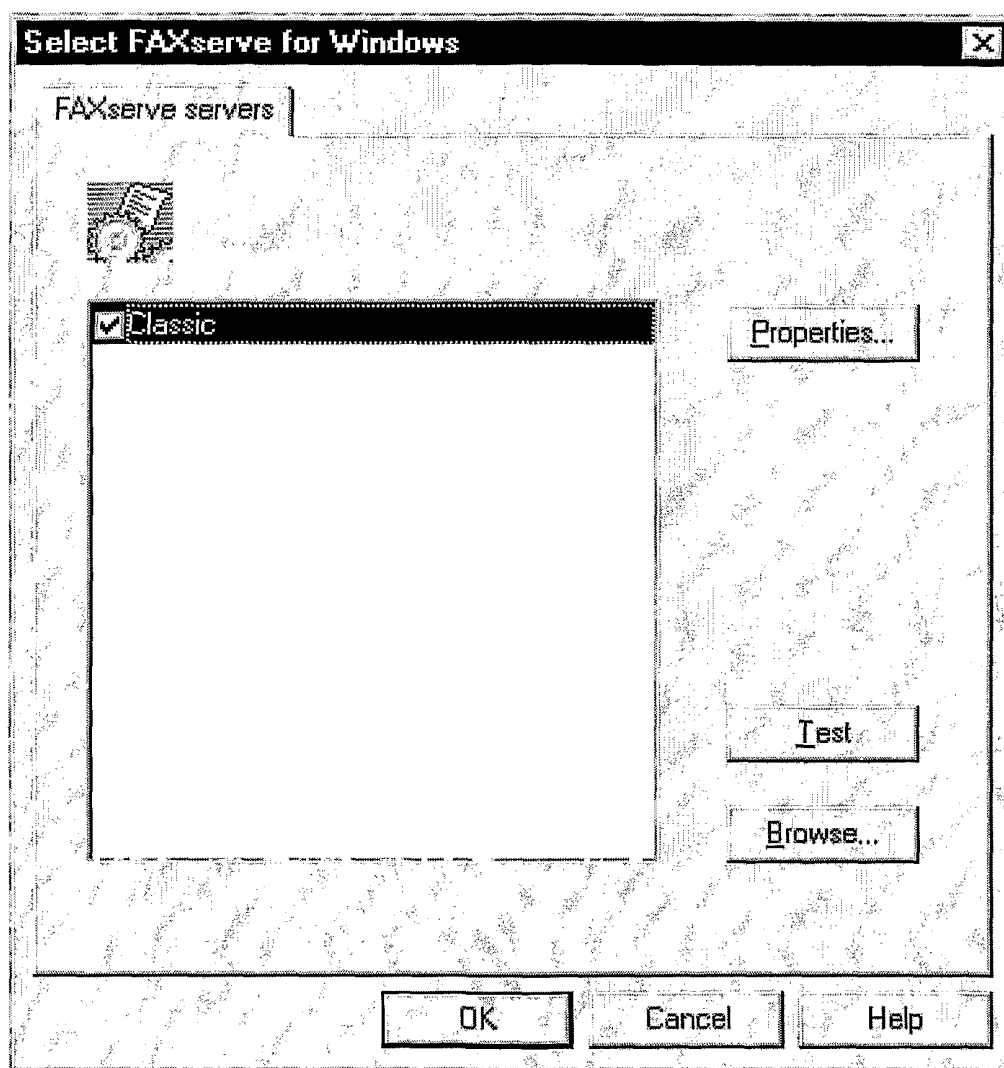 Select FAXserve for Windows
FAXserve servers
Classic
Properties...
Test
Browse...
OK
Cancel
Help